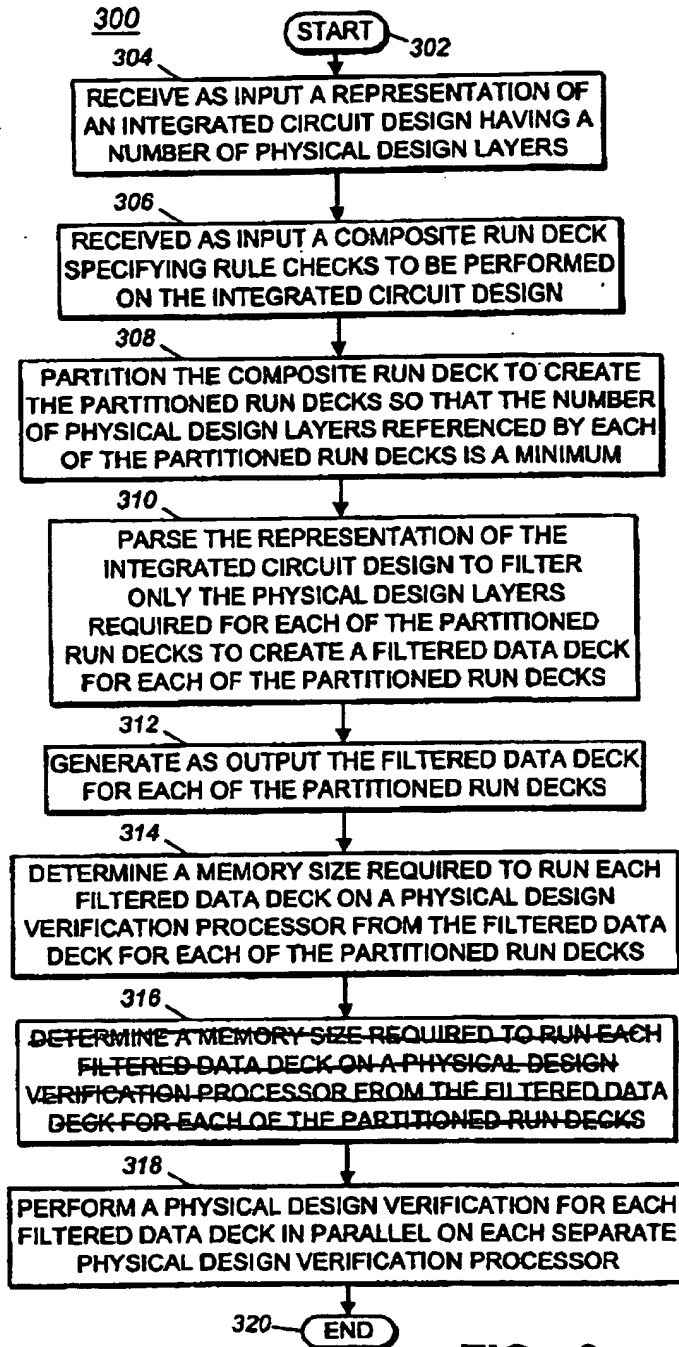 300
START
302
304
RECEIVE AS INPUT A REPRESENTATION OF
AN INTEGRATED CIRCUIT DESIGN HAVING A
NUMBER OF PHYSICAL DESIGN LAYERS
306
RECEIVED AS INPUT A COMPOSITE RUN DECK
SPECIFYING RULE CHECKS TO BE PERFORMED
ON THE INTEGRATED CIRCUIT DESIGN
308
PARTITION THE COMPOSITE RUN DECK TO CREATE
THE PARTITIONED RUN DECKS SO THAT THE NUMBER
OF PHYSICAL DESIGN LAYERS REFERENCED BY EACH
OF THE PARTITIONED RUN DECKS IS A MINIMUM
310
PARSE THE REPRESENTATION OF THE
INTEGRATED CIRCUIT DESIGN TO FILTER
ONLY THE PHYSICAL DESIGN LAYERS
REQUIRED FOR EACH OF THE PARTITIONED
RUN DECKS TO CREATE A FILTERED DATA DECK
FOR EACH OF THE PARTITIONED RUN DECKS
312
GENERATE AS OUTPUT THE FILTERED DATA DECK
FOR EACH OF THE PARTITIONED RUN DECKS
314
DETERMINE A MEMORY SIZE REQUIRED TO RUN EACH
FILTERED DATA DECK ON A PHYSICAL DESIGN
VERIFICATION PROCESSOR FROM THE FILTERED DATA
DECK FOR EACH OF THE PARTITIONED RUN DECKS
316
DETERMINE A MEMORY SIZE REQUIRED TO RUN EACH
FILTERED DATA DECK ON A PHYSICAL DESIGN
VERIFICATION PROCESSOR FROM THE FILTERED DATA
DECK FOR EACH OF THE PARTITIONED RUN DECKS
318
PERFORM A PHYSICAL DESIGN VERIFICATION FOR EACH
FILTERED DATA DECK IN PARALLEL ON EACH SEPARATE
PHYSICAL DESIGN VERIFICATION PROCESSOR
320
END